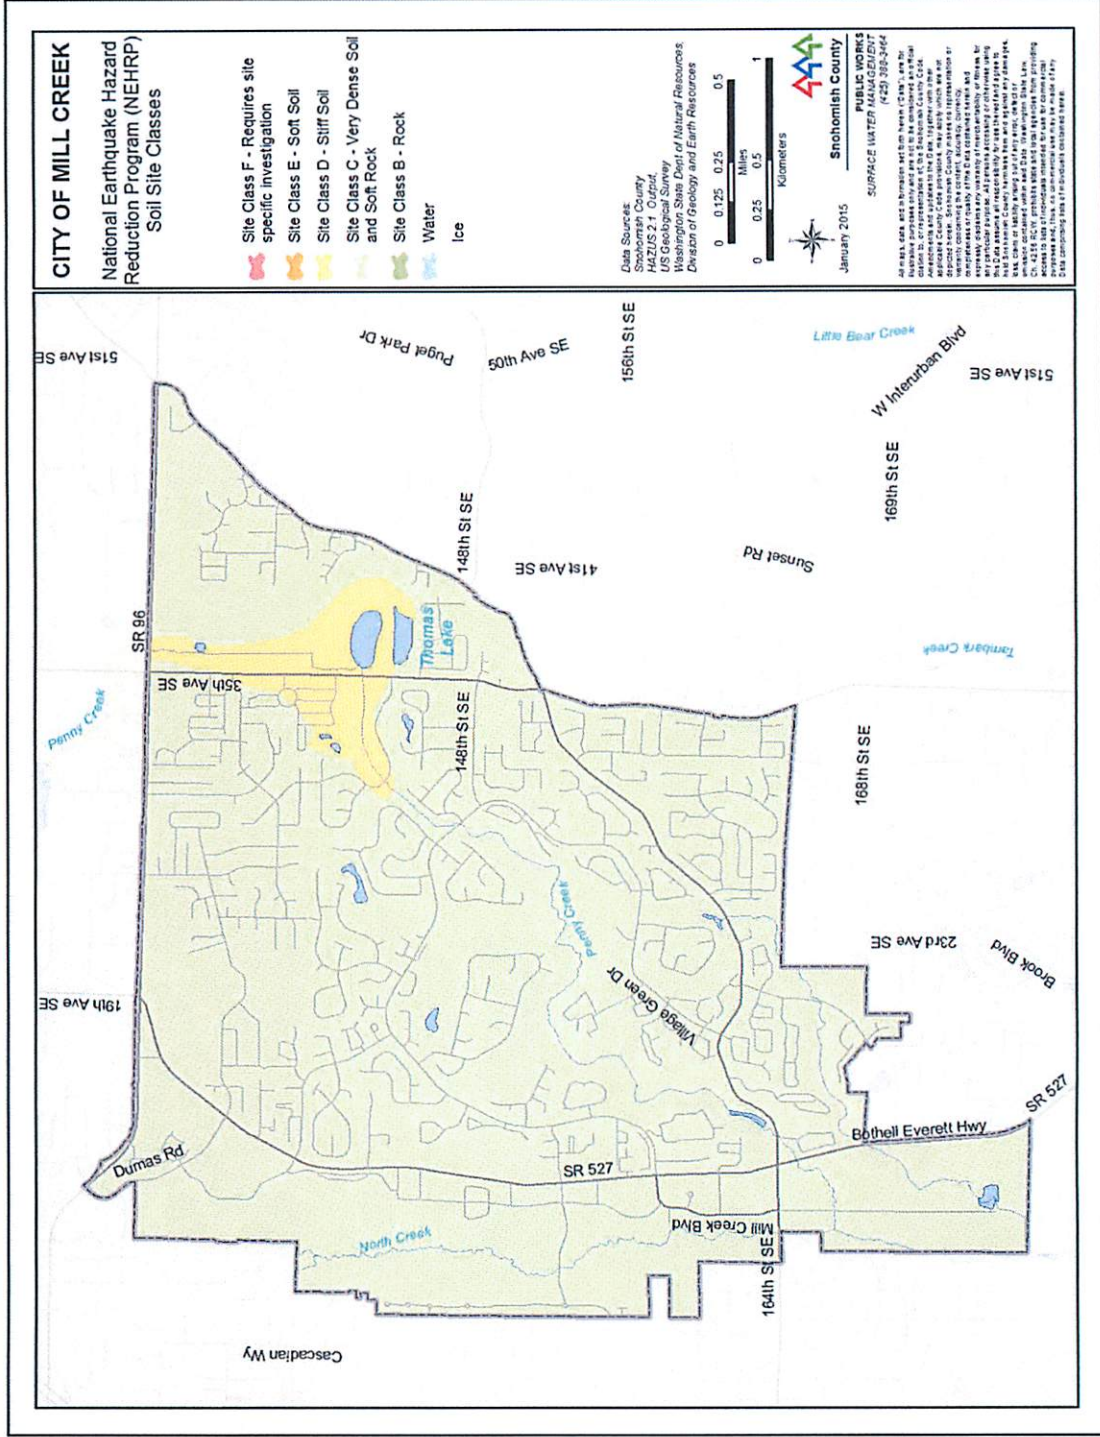 CITY OF MILL CREEK
National Earthquake Hazard
Reduction Program (NEHRP)
Soil Site Classes
Site Class F - Requires site
specific investigation
Site Class E - Soft Soil
Site Class D - Stiff Soil
Site Class C - Very Dense Soil
and Soft Rock
Site Class B - Rock
Water
Ice
Data Sources:
Snohomish County
HAZUS 2.1 Output,
US Geological Survey
Washington State Dept of Natural Resources,
Division of Geology and Earth Resources
0 0.125 0.25 0.5
Miles
0 0.25 0.5 1
Kilometers
January 2015
Snohomish County
PUBLIC WORKS
SURFACE WATER MANAGEMENT
(425) 388-3464
51st Ave SE
Puget Park Dr
50th Ave SE
156th St SE
Little Bear Creek
W Interurban Blvd
51st Ave SE
169th St SE
148th St SE
41st Ave SE
Sunset Rd
Tambark Creek
SR 96
Thomas
Lake
Penny Creek
35th Ave SE
148th St SE
168th St SE
Penny Creek
23rd Ave SE
Brook Blvd
Village Green Dr
19th Ave SE
SR 527
Bothell Everett Hwy
Dumas Rd
SR 527
North Creek
Mill Creek Blvd
164th St SE
Cascadian Wy